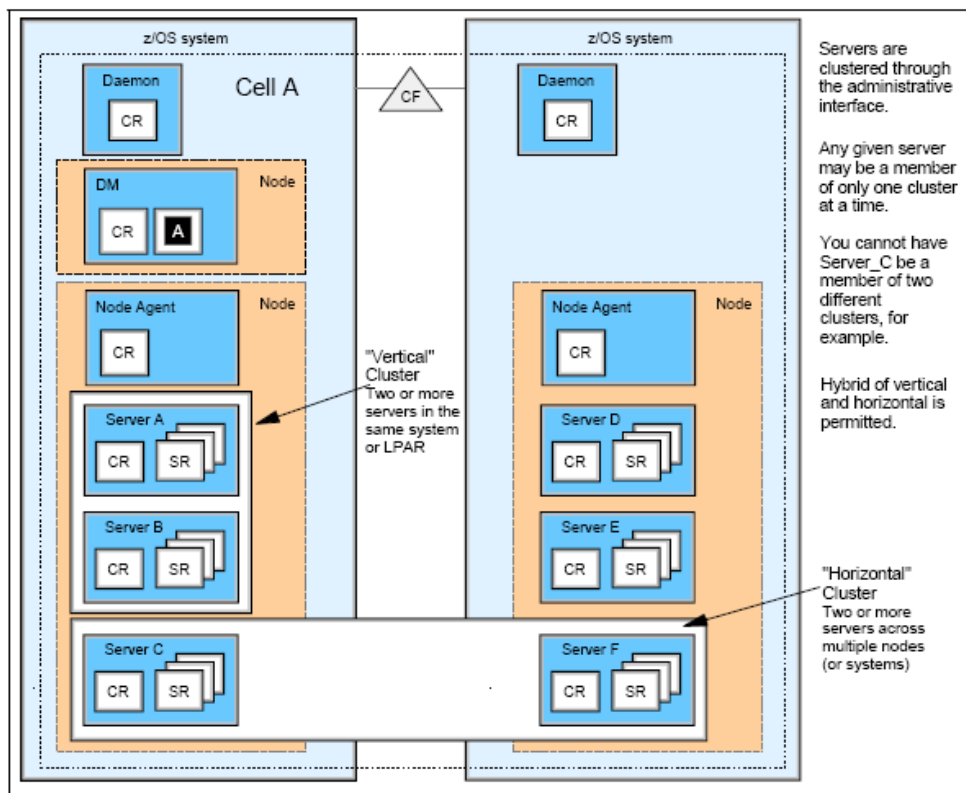 z/OS system
z/OS system
Daemon
CR
Cell A
CF
Daemon
CR
DM
Node
CR
A
Node Agent
Node
CR
Node Agent
Node
CR
"Vertical"
Cluster
Two or more
servers in the
same system
or LPAR
Server A
CR
SR
Server D
CR
SR
Server B
CR
SR
Server E
CR
SR
Server C
CR
SR
Server F
CR
SR
Servers are
clustered through
the administrative
interface.
Any given server
may be a member
of only one cluster
at a time.
You cannot have
Server_C be a
member of two
different
clusters, for
example.
Hybrid of vertical
and horizontal is
permitted.
"Horizontal"
Cluster
Two or more
servers across
multiple nodes
(or systems)